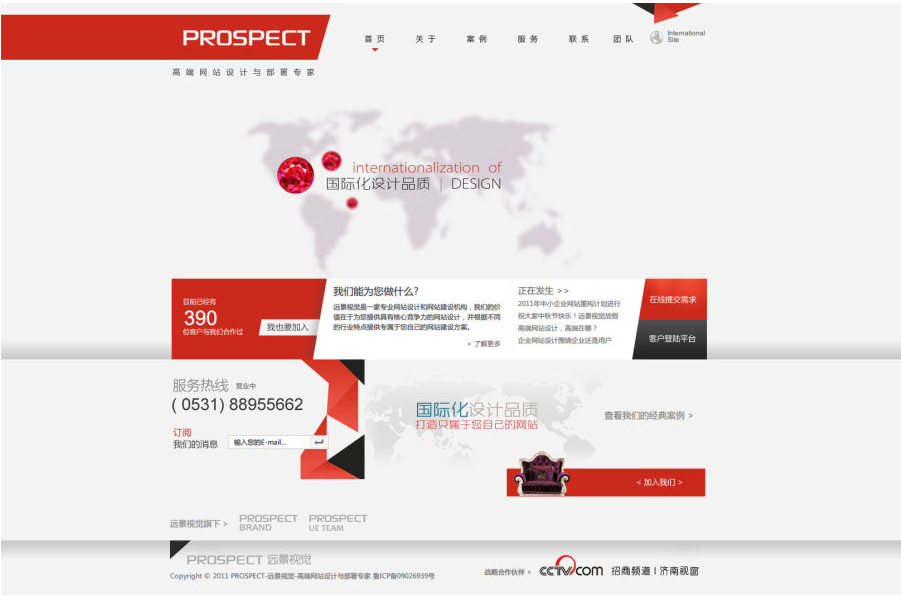 PROSPECT
首页 关于 案例 服务 联系 团队
International
Site
高端网站设计与部署专家
internationalization of
国际化设计品质 | DESIGN
目前已经有
390
位客户与我们合作过
我也要加入
我们能为您做什么?
远景视觉是一家专业网站设计和网站建设机构,我们的价
值在于为您提供具有核心竞争力的网站设计,并根据不同
的行业特点提供专属于您自己的网站建设方案。
« 了解更多
正在发生 >>
2011年中小企业网站重构计划进行
祝大家中秋节快乐!远景视觉放假
高端网站设计,高端在哪?
企业网站设计围绕企业还是用户
在线提交需求
客户登陆平台
服务热线 营业中
( 0531) 88955662
订阅
我们的消息
输入您的E-mail...
国际化设计品质
打造只属于您自己的网站
查看我们的经典案例 >
< 加入我们 >
远景视觉旗下 >
PROSPECT
BRAND
PROSPECT
UE TEAM
PROSPECT 远景视觉
Copyright © 2011 PROSPECT-远景视觉-高端网站设计与部署专家 鲁ICP备09026939号
战略合作伙伴 >
CCTV.com 招商频道 | 济南视窗